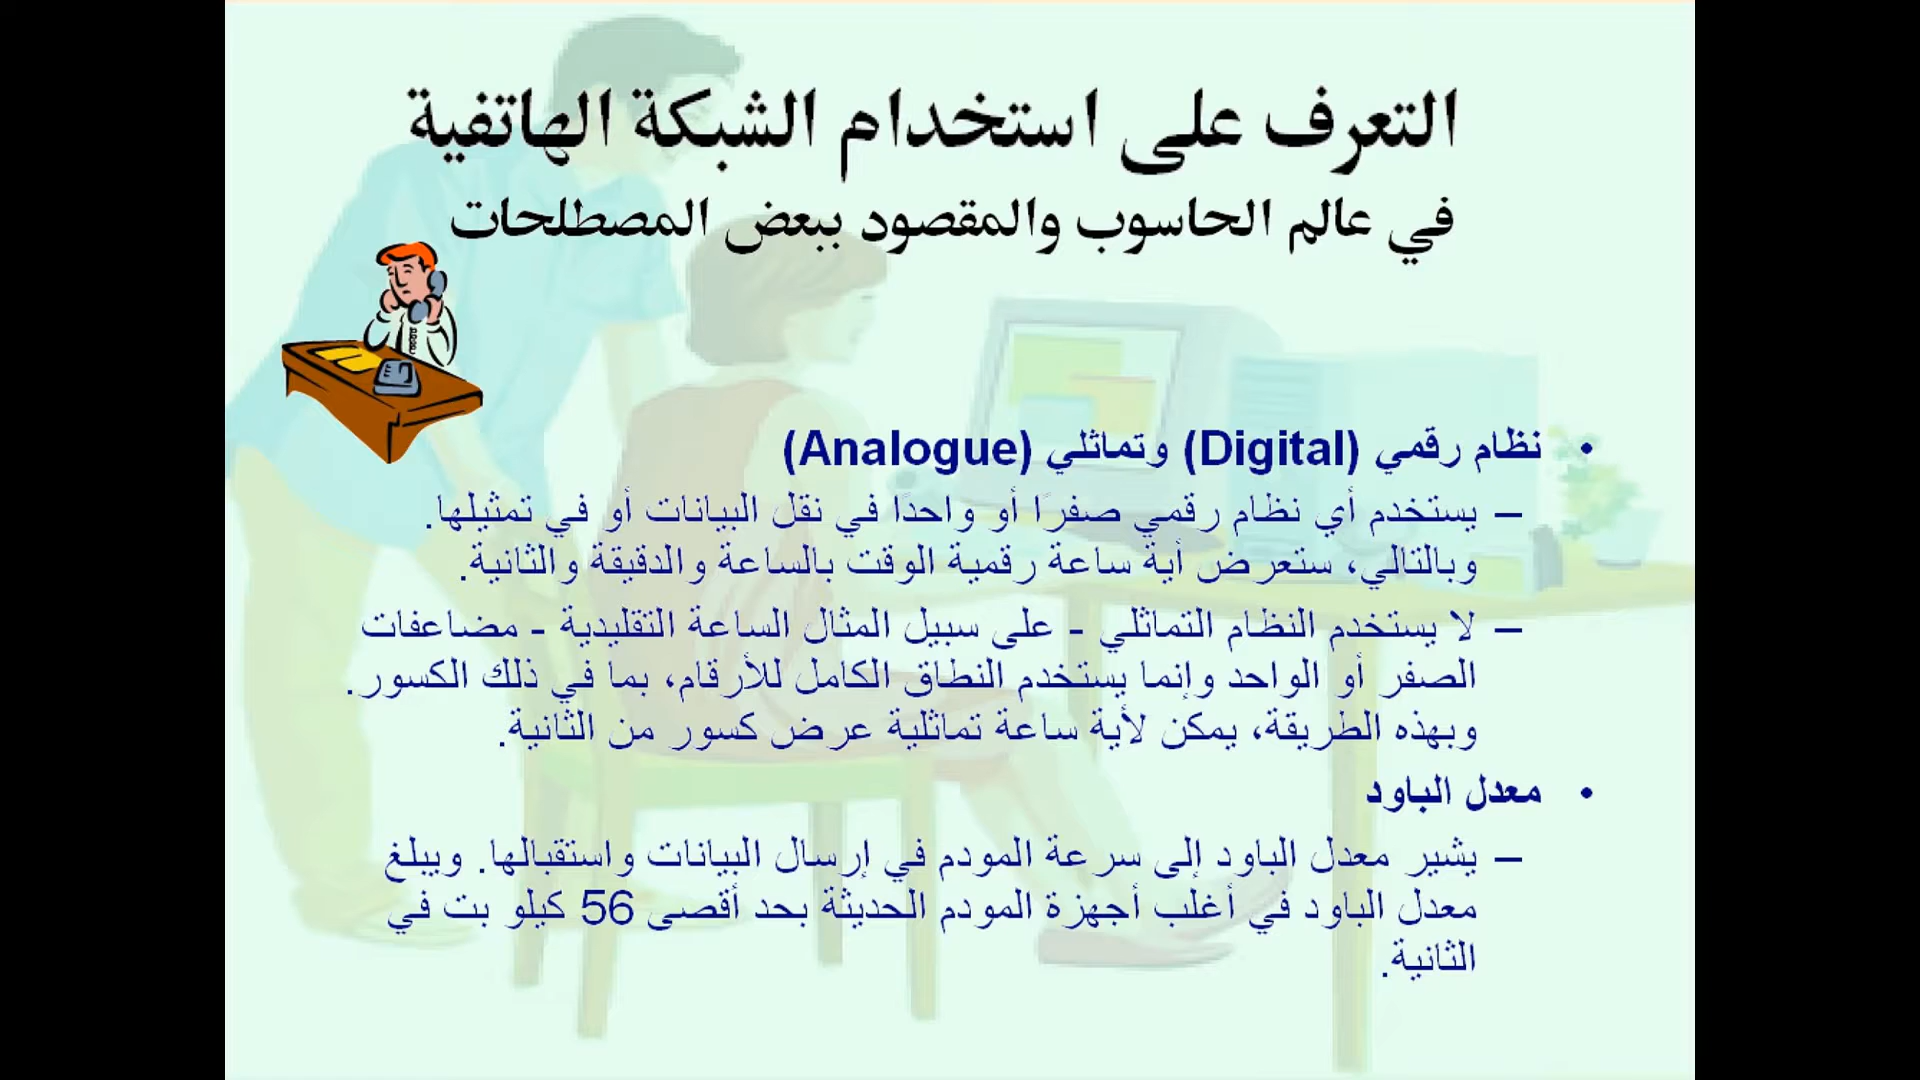 التعرف على استخدام الشبكة الهاتفية
في عالم الحاسوب والمقصود ببعض المصطلحات
• نظام رقمي (Digital) وتماثلي (Analogue)
– يستخدم أي نظام رقمي صفرًا أو واحدًا في نقل البيانات أو في تمثيلها.
وبالتالي، ستعرض أية ساعة رقمية الوقت بالساعة والدقيقة والثانية.
– لا يستخدم النظام التماثلي - على سبيل المثال الساعة التقليدية - مضاعفات
الصفر أو الواحد وإنما يستخدم النطاق الكامل للأرقام، بما في ذلك الكسور.
وبهذه الطريقة، يمكن لأية ساعة تماثلية عرض كسور من الثانية.
• معدل الباود
– يشير معدل الباود إلى سرعة المودم في إرسال البيانات واستقبالها. ويبلغ
معدل الباود في أغلب أجهزة المودم الحديثة بحد أقصى 56 كيلو بت في
الثانية.